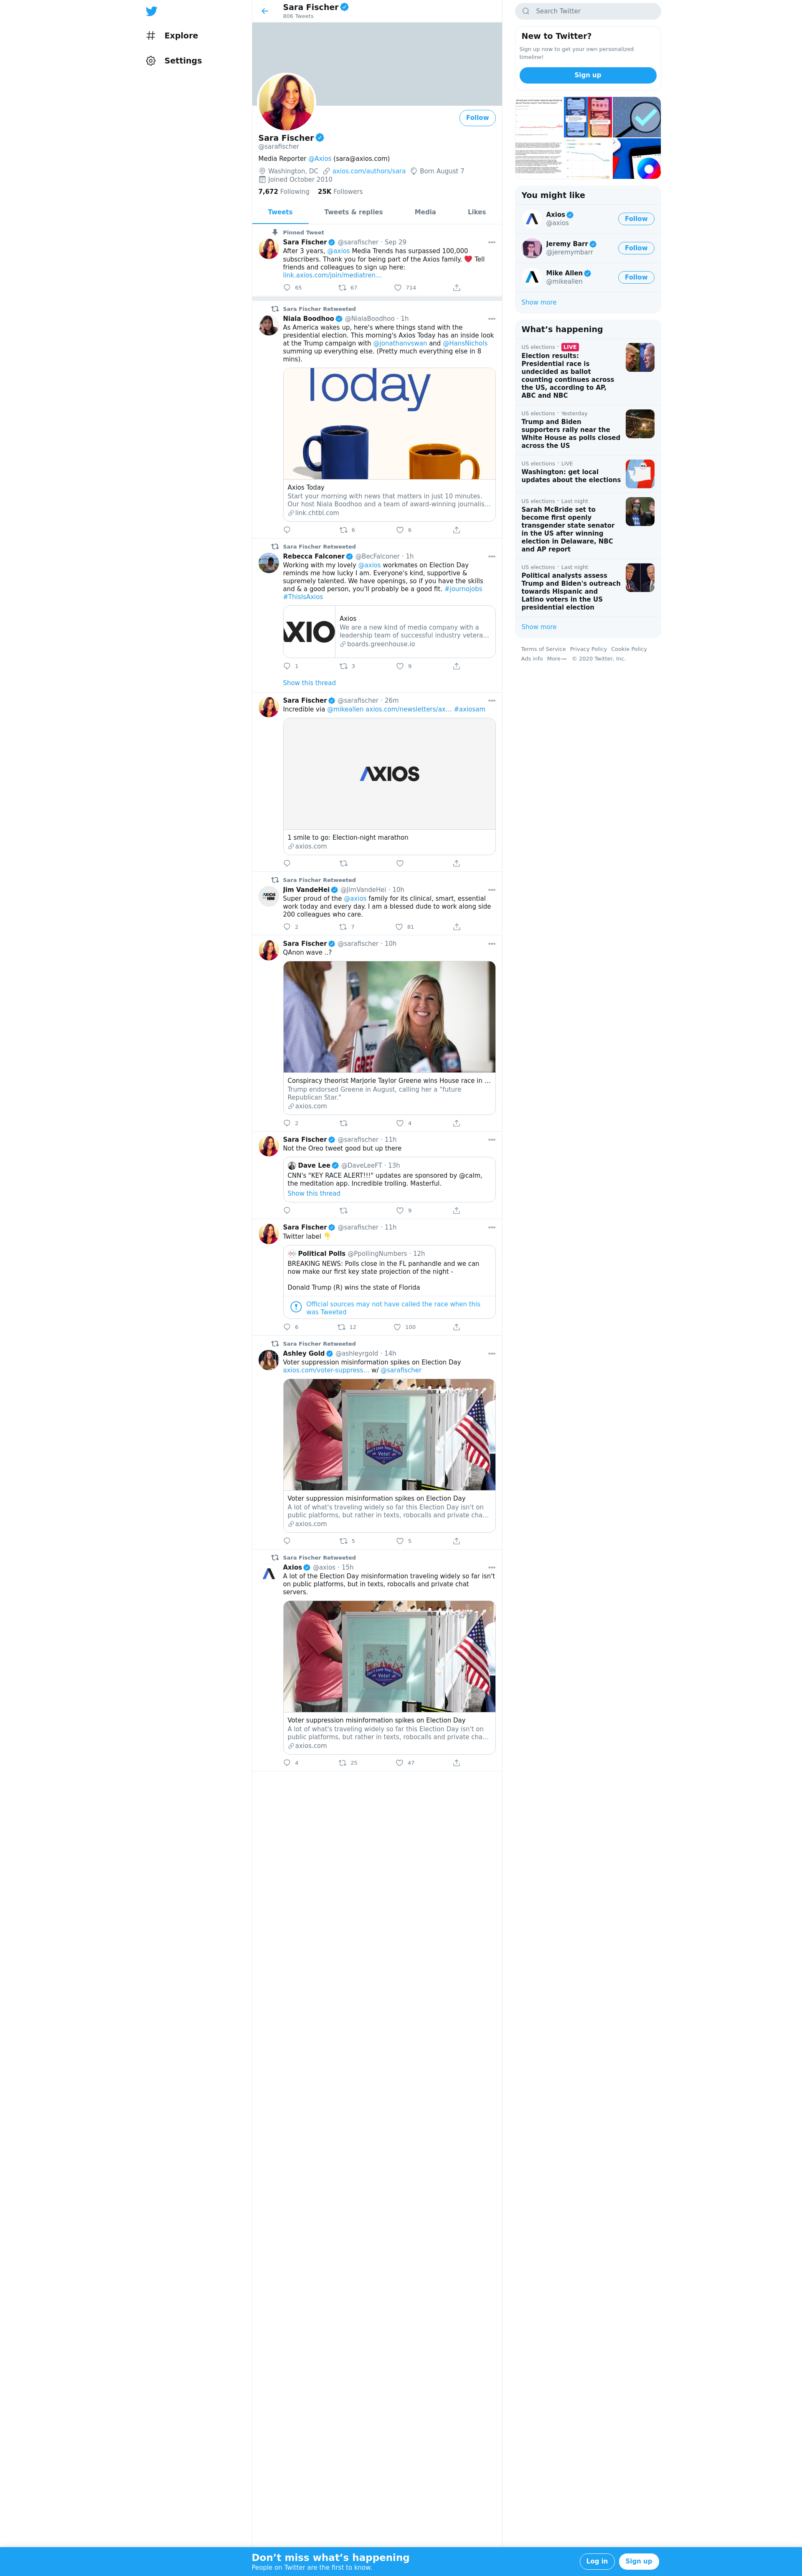 Explore
Settings
Sara Fischer
806 Tweets
Follow
Sara Fischer
@sarafischer
Media Reporter @Axios (sara@axios.com)
Washington, DC axios.com/authors/sara Born August 7
Joined October 2010
7,672 Following 25K Followers
Tweets Tweets & replies Media Likes
Pinned Tweet
Sara Fischer @sarafischer · Sep 29
After 3 years, @axios Media Trends has surpassed 100,000
subscribers. Thank you for being part of the Axios family. ❤️ Tell
friends and colleagues to sign up here:
link.axios.com/join/mediatren…
65 67 714
Sara Fischer Retweeted
Niala Boodhoo @NialaBoodhoo · 1h
As America wakes up, here's where things stand with the
presidential election. This morning's Axios Today has an inside look
at the Trump campaign with @jonathanvswan and @HansNichols
summing up everything else. (Pretty much everything else in 8
mins).
Today
Axios Today
Start your morning with news that matters in just 10 minutes.
Our host Niala Boodhoo and a team of award-winning journalis…
link.chtbl.com
6 6
Sara Fischer Retweeted
Rebecca Falconer @BecFalconer · 1h
Working with my lovely @axios workmates on Election Day
reminds me how lucky I am. Everyone's kind, supportive &
supremely talented. We have openings, so if you have the skills
and & a good person, you'll probably be a good fit. #journojobs
#ThisIsAxios
AXIO
Axios
We are a new kind of media company with a
leadership team of successful industry vetera…
boards.greenhouse.io
1 3 9
Show this thread
Sara Fischer @sarafischer · 26m
Incredible via @mikeallen axios.com/newsletters/ax… #axiosam
AXIOS
1 smile to go: Election-night marathon
axios.com
Sara Fischer Retweeted
Jim VandeHei @JimVandeHei · 10h
Super proud of the @axios family for its clinical, smart, essential
work today and every day. I am a blessed dude to work along side
200 colleagues who care.
2 7 81
Sara Fischer @sarafischer · 10h
QAnon wave ..?
Conspiracy theorist Marjorie Taylor Greene wins House race in …
Trump endorsed Greene in August, calling her a "future
Republican Star."
axios.com
2 4
Sara Fischer @sarafischer · 11h
Not the Oreo tweet good but up there
Dave Lee @DaveLeeFT · 13h
CNN's "KEY RACE ALERT!!!" updates are sponsored by @calm,
the meditation app. Incredible trolling. Masterful.
Show this thread
9
Sara Fischer @sarafischer · 11h
Twitter label 👇
Political Polls @PpollingNumbers · 12h
BREAKING NEWS: Polls close in the FL panhandle and we can
now make our first key state projection of the night -
Donald Trump (R) wins the state of Florida
Official sources may not have called the race when this
was Tweeted
6 12 100
Sara Fischer Retweeted
Ashley Gold @ashleyrgold · 14h
Voter suppression misinformation spikes on Election Day
axios.com/voter-suppress… w/ @sarafischer
Vote!
Voter suppression misinformation spikes on Election Day
A lot of what's traveling widely so far this Election Day isn't on
public platforms, but rather in texts, robocalls and private cha…
axios.com
5 5
Sara Fischer Retweeted
Axios @axios · 15h
A lot of the Election Day misinformation traveling widely so far isn't
on public platforms, but in texts, robocalls and private chat
servers.
Vote!
Voter suppression misinformation spikes on Election Day
A lot of what's traveling widely so far this Election Day isn't on
public platforms, but rather in texts, robocalls and private cha…
axios.com
4 25 47
Search Twitter
New to Twitter?
Sign up now to get your own personalized
timeline!
Sign up
You might like
Axios
@axios
Follow
Jeremy Barr
@jeremymbarr
Follow
Mike Allen
@mikeallen
Follow
Show more
What's happening
US elections · LIVE
Election results:
Presidential race is
undecided as ballot
counting continues across
the US, according to AP,
ABC and NBC
US elections · Yesterday
Trump and Biden
supporters rally near the
White House as polls closed
across the US
US elections · LIVE
Washington: get local
updates about the elections
US elections · Last night
Sarah McBride set to
become first openly
transgender state senator
in the US after winning
election in Delaware, NBC
and AP report
US elections · Last night
Political analysts assess
Trump and Biden's outreach
towards Hispanic and
Latino voters in the US
presidential election
Show more
Terms of Service Privacy Policy Cookie Policy
Ads info More © 2020 Twitter, Inc.
Don't miss what's happening
People on Twitter are the first to know.
Log in
Sign up